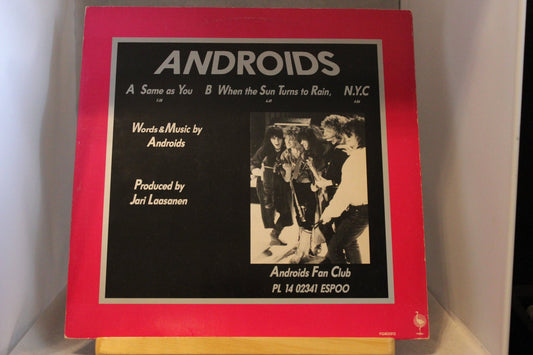 ANDROIDS
A Same as You B When the Sun Turns to Rain, N.Y.C
Words & Music by
Androids
Produced by
Jari Laasanen
Androids Fan Club
PL 14 02341 ESPOO